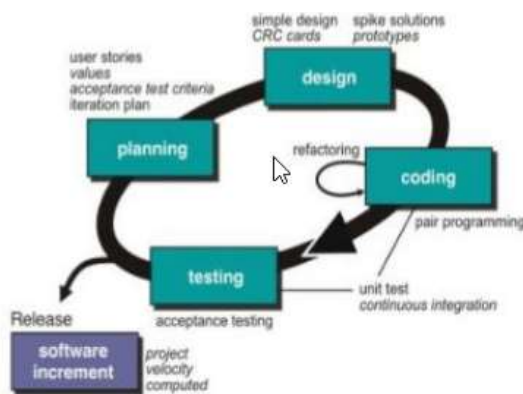 simple design
CRC cards
spike solutions
prototypes
design
user stories
values
acceptance test criteria
iteration plan
planning
refactoring
coding
pair programming
testing
unit test
continuous integration
acceptance testing
Release
software
increment
project
velocity
computed